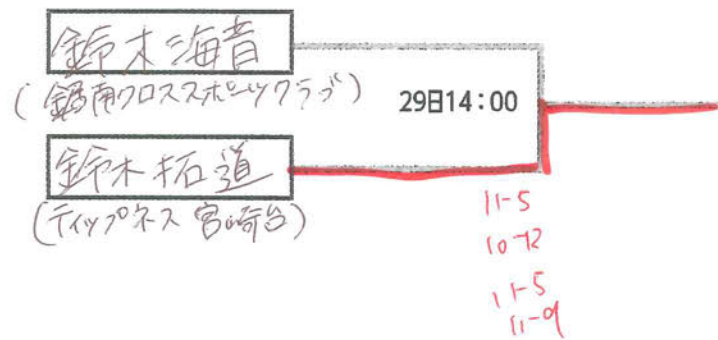 鈴木海音
(鋸南クロススポーツクラブ)
29日14:00
鈴木拓道
(ティップネス 宮崎台)
11-5
10-12
11-5
11-9